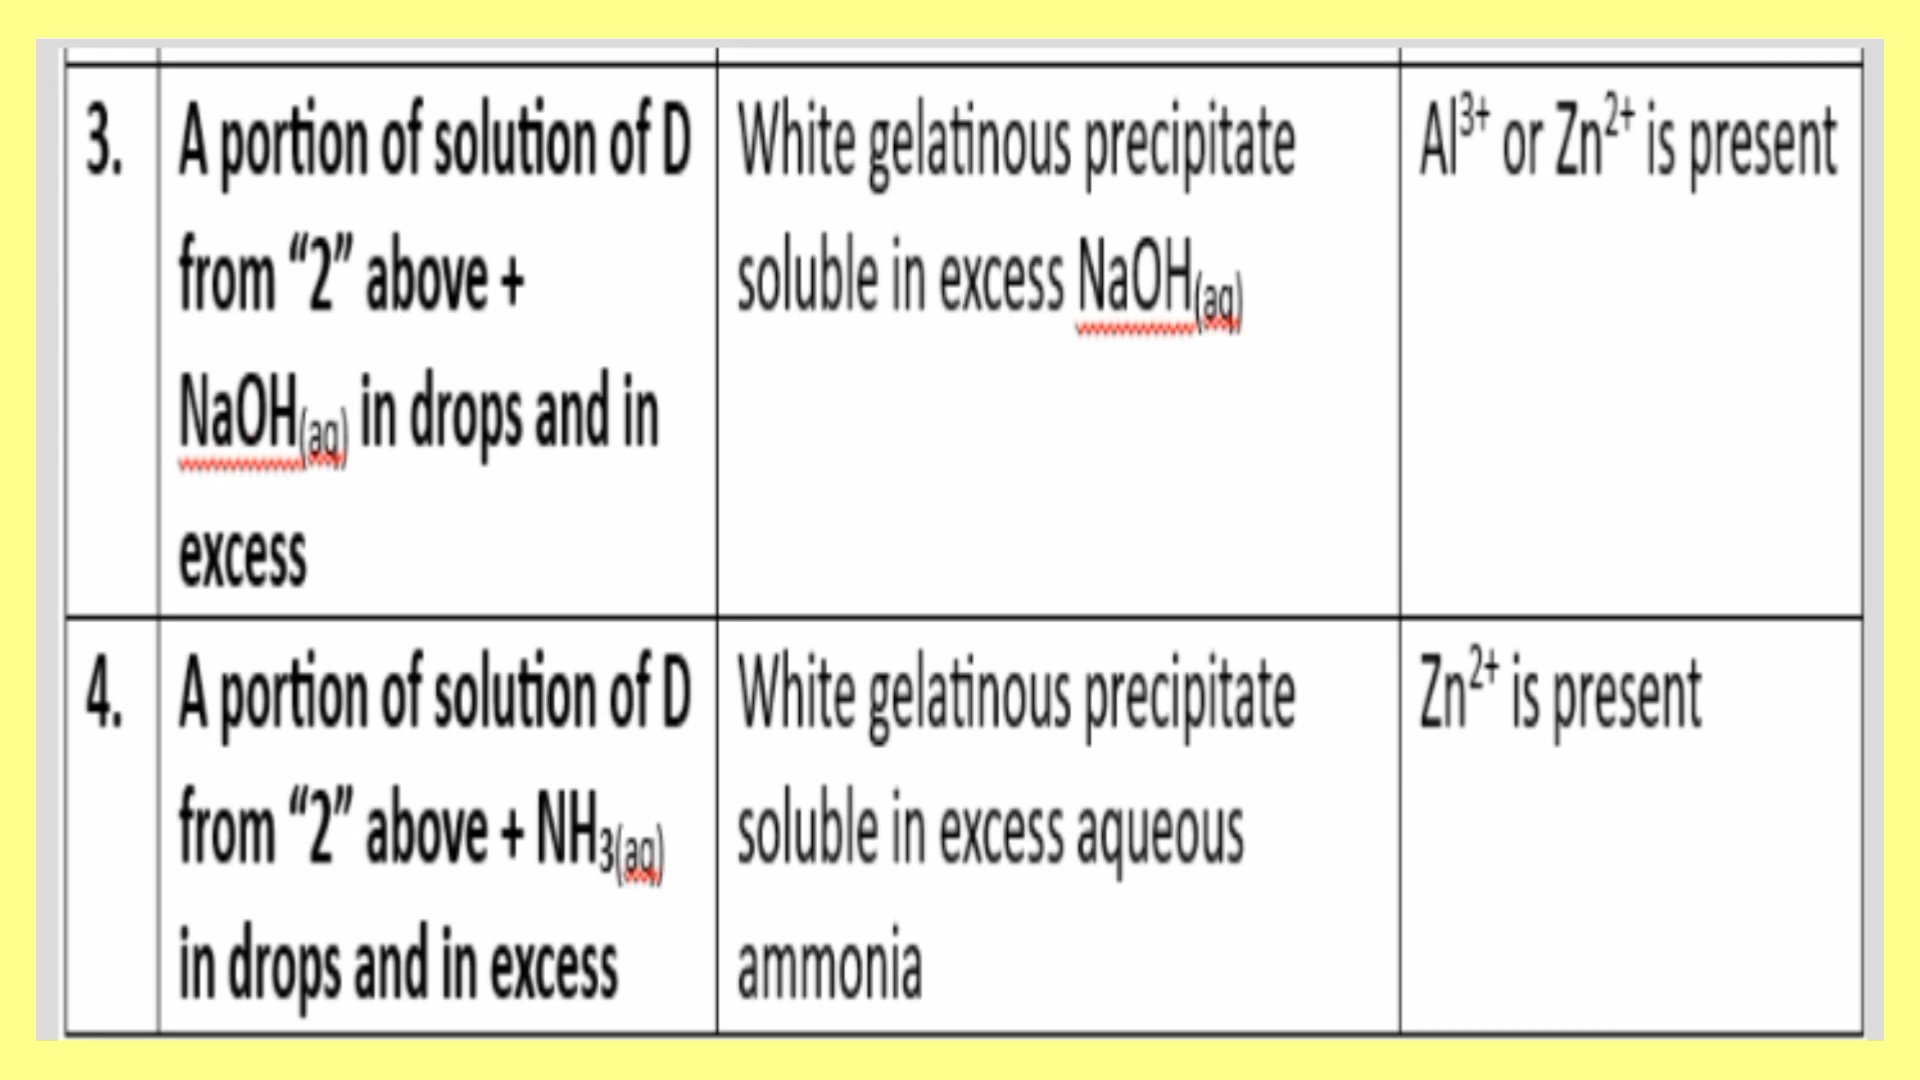 3.
A portion of solution of D
from “2” above +
NaOH(aq) in drops and in
excess
White gelatinous precipitate
soluble in excess NaOH(aq)
Al³⁺ or Zn²⁺ is present
4.
A portion of solution of D
from “2” above + NH₃(aq)
in drops and in excess
White gelatinous precipitate
soluble in excess aqueous
ammonia
Zn²⁺ is present